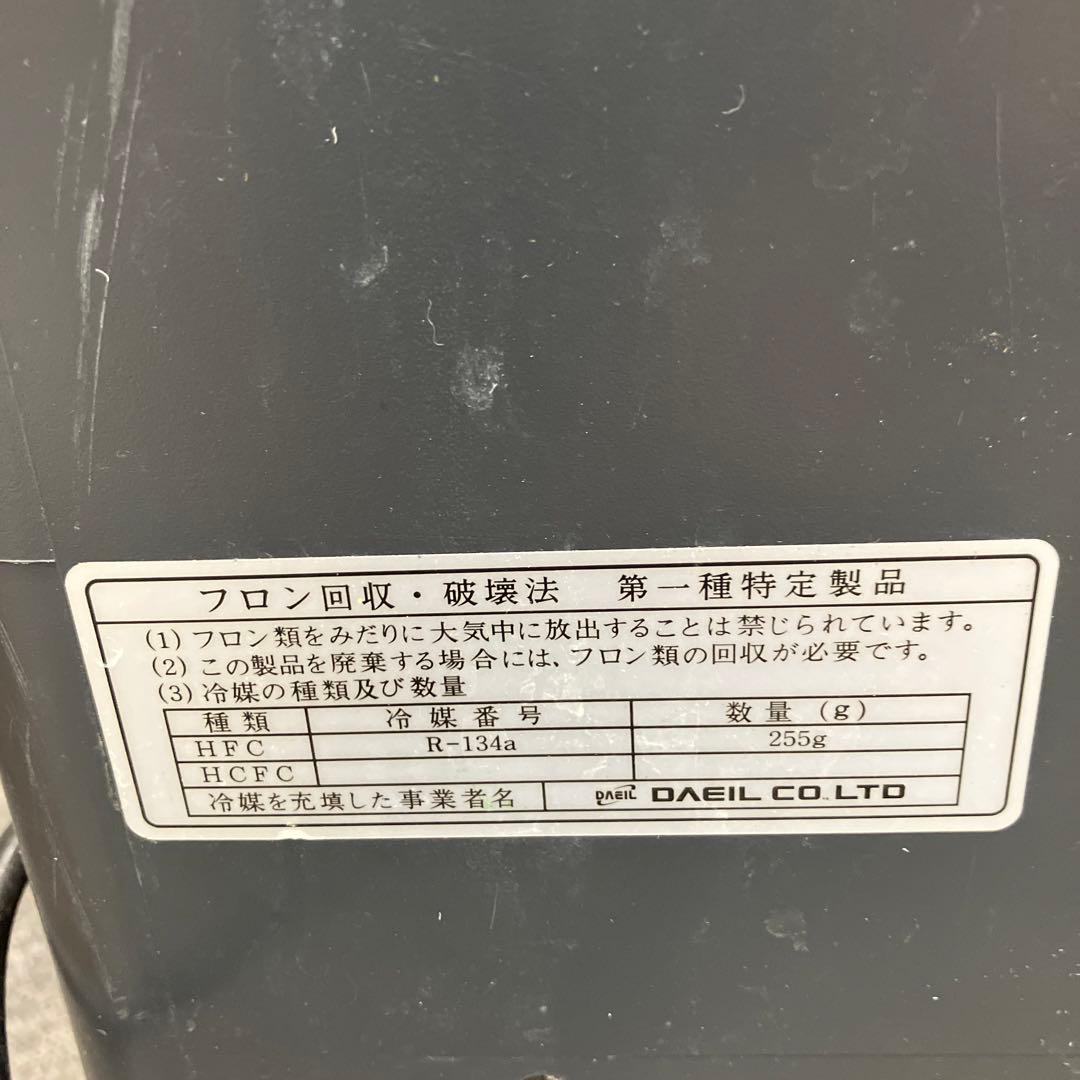 フロン回収・破壊法 第一種特定製品
(1) フロン類をみだりに大気中に放出することは禁じられています。
(2) この製品を廃棄する場合には、フロン類の回収が必要です。
(3) 冷媒の種類及び数量
種類 冷媒番号 数量 (g)
HFC R-134a 255g
HCFC
冷媒を充填した事業者名 DAEIL DAEIL CO., LTD